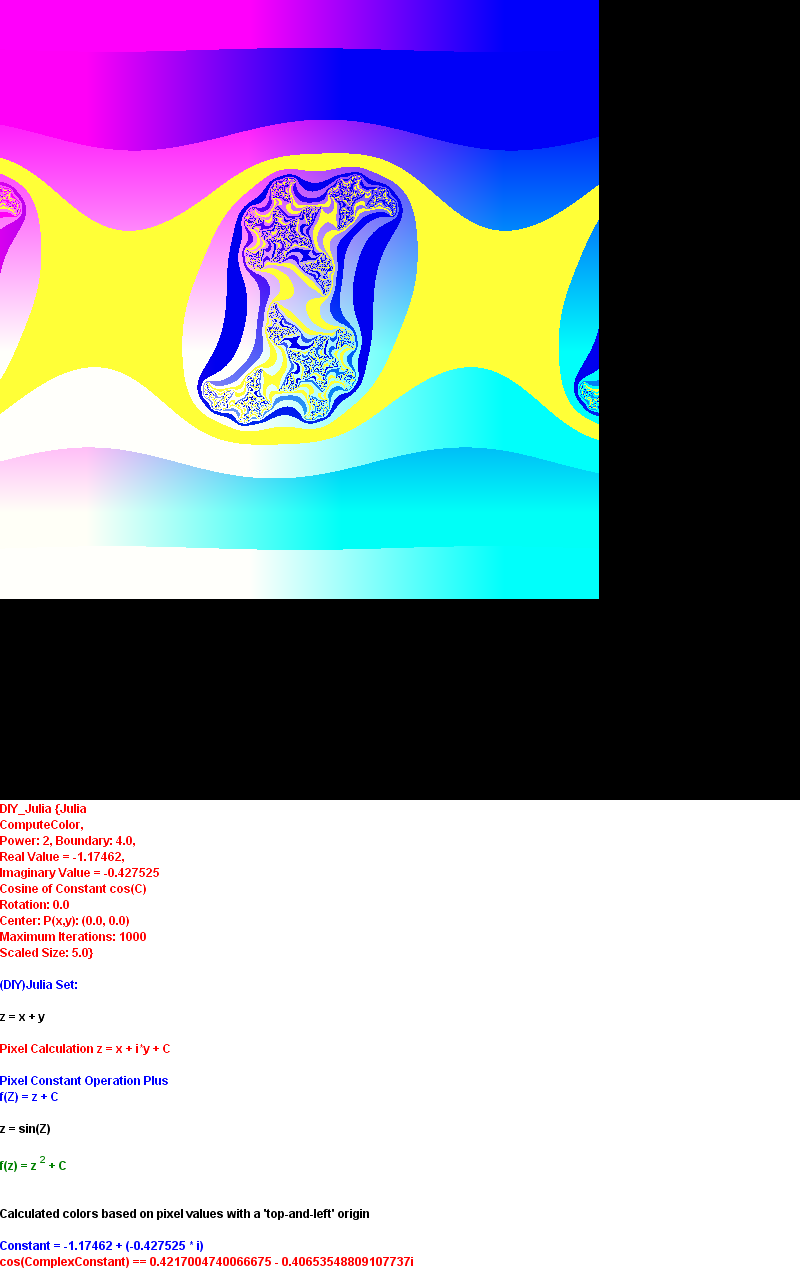 DIY_Julia {Julia
ComputeColor,
Power: 2, Boundary: 4.0,
Real Value = -1.17462,
Imaginary Value = -0.427525
Cosine of Constant cos(C)
Rotation: 0.0
Center: P(x,y): (0.0, 0.0)
Maximum Iterations: 1000
Scaled Size: 5.0}
(DIY)Julia Set:
z = x + y
Pixel Calculation z = x + i*y + C
Pixel Constant Operation Plus
f(Z) = z + C
z = sin(Z)
f(z) = z 2 + C
Calculated colors based on pixel values with a 'top-and-left' origin
Constant = -1.17462 + (-0.427525 * i)
cos(ComplexConstant) == 0.4217004740066675 - 0.40653548809107737i